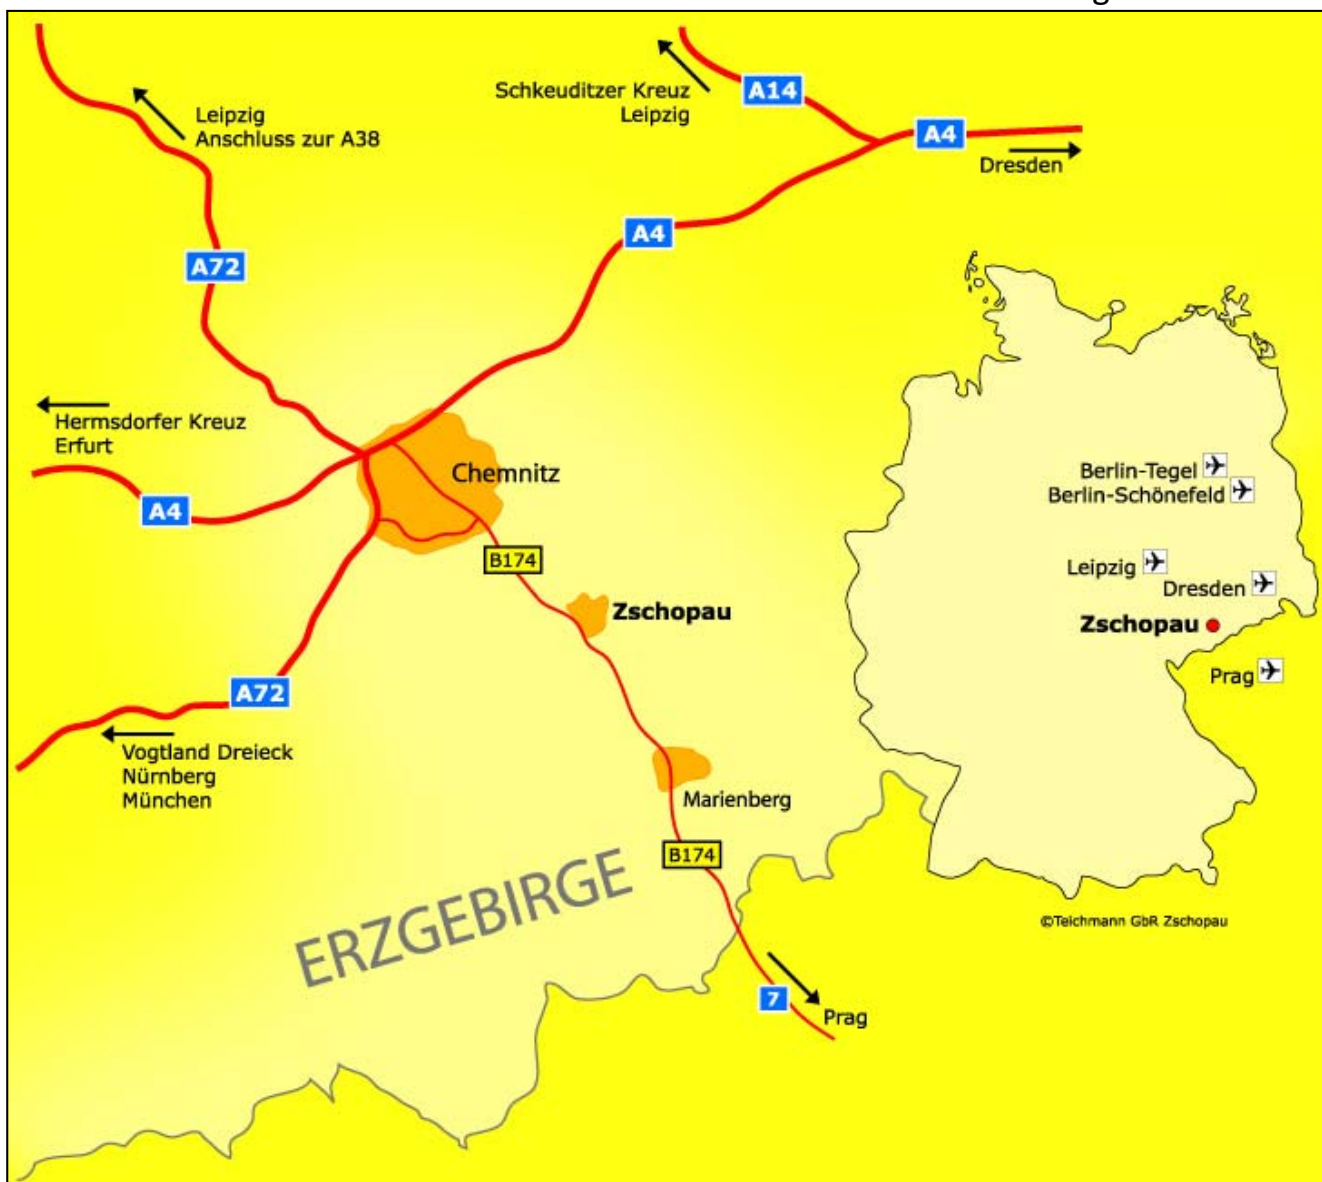 A14
Schkeuditzer Kreuz
Leipzig
Leipzig
Anschluss zur A38
A4
Dresden
A4
A72
Hermsdorfer Kreuz
Erfurt
Chemnitz
A4
B174
Zschopau
A72
Vogtland Dreieck
Nürnberg
München
Marienberg
B174
ERZGEBIRGE
7
Prag
Berlin-Tegel
Berlin-Schönefeld
Leipzig
Dresden
Zschopau
Prag
©Teichmann GbR Zschopau